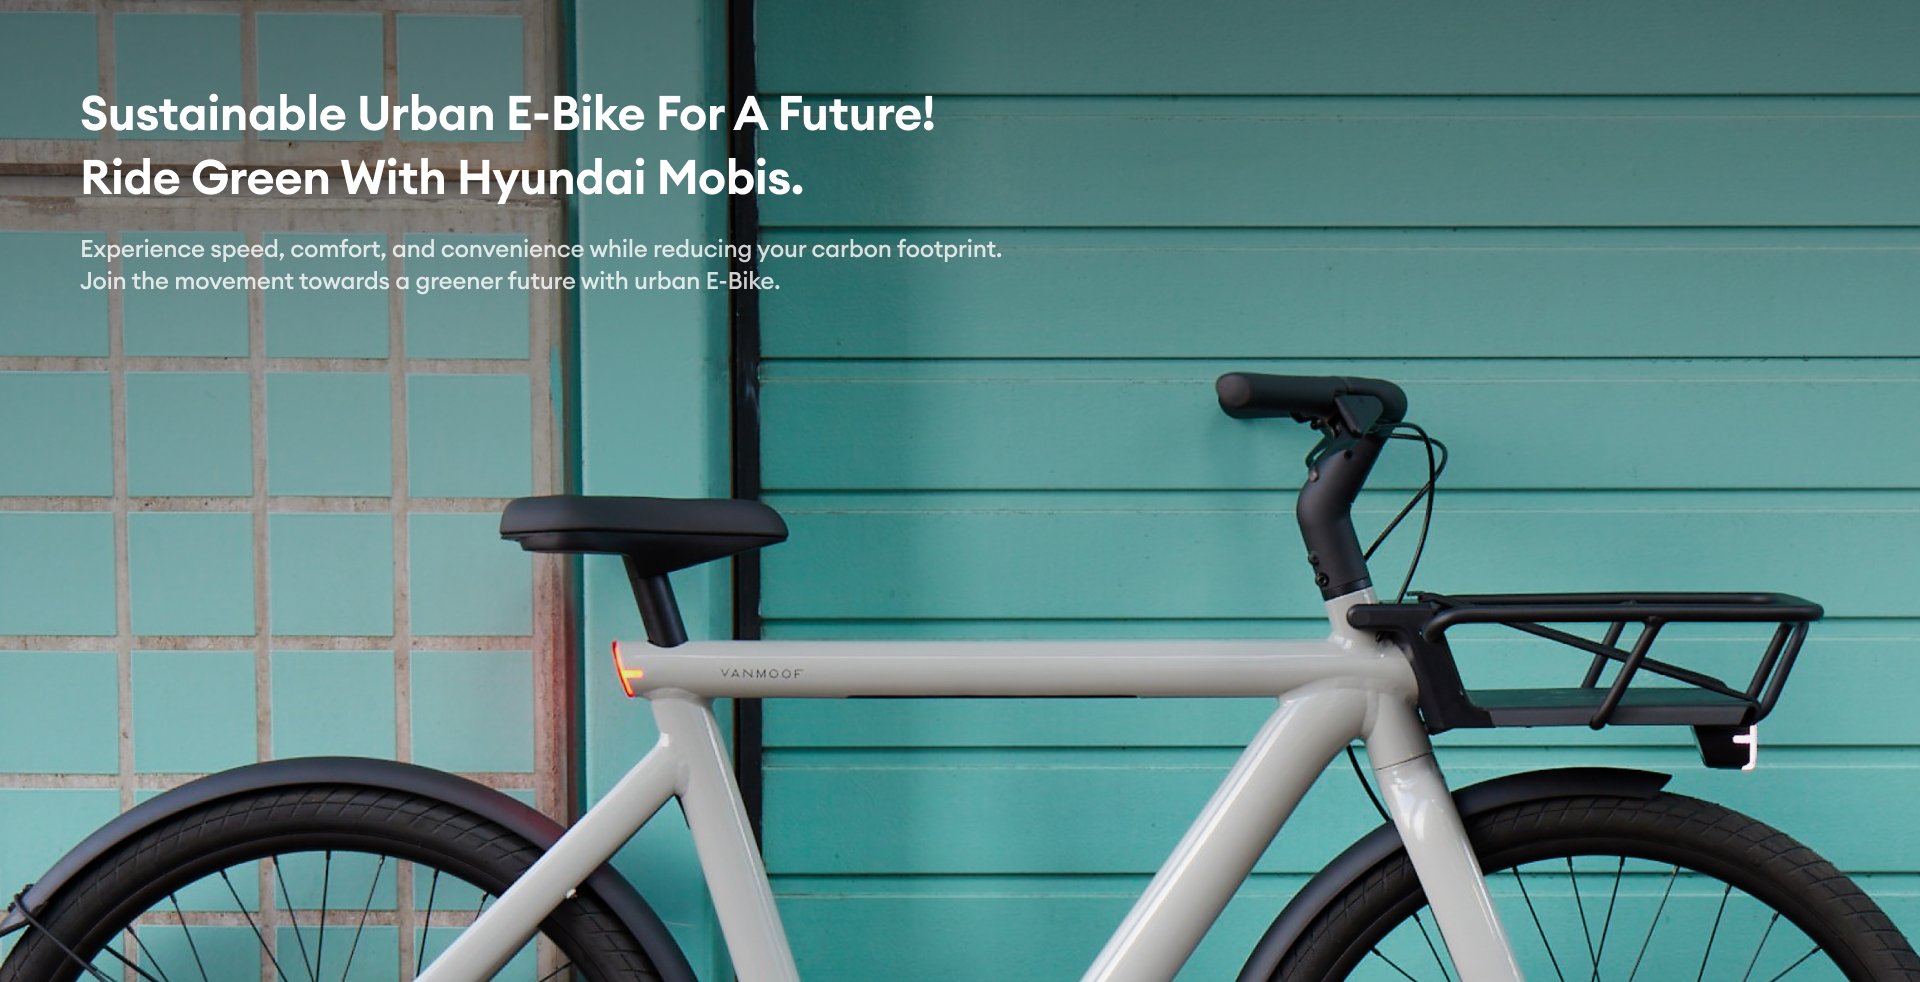 Sustainable Urban E-Bike For A Future!
Ride Green With Hyundai Mobis.
Experience speed, comfort, and convenience while reducing your carbon footprint.
Join the movement towards a greener future with urban E-Bike.
VANMOOF